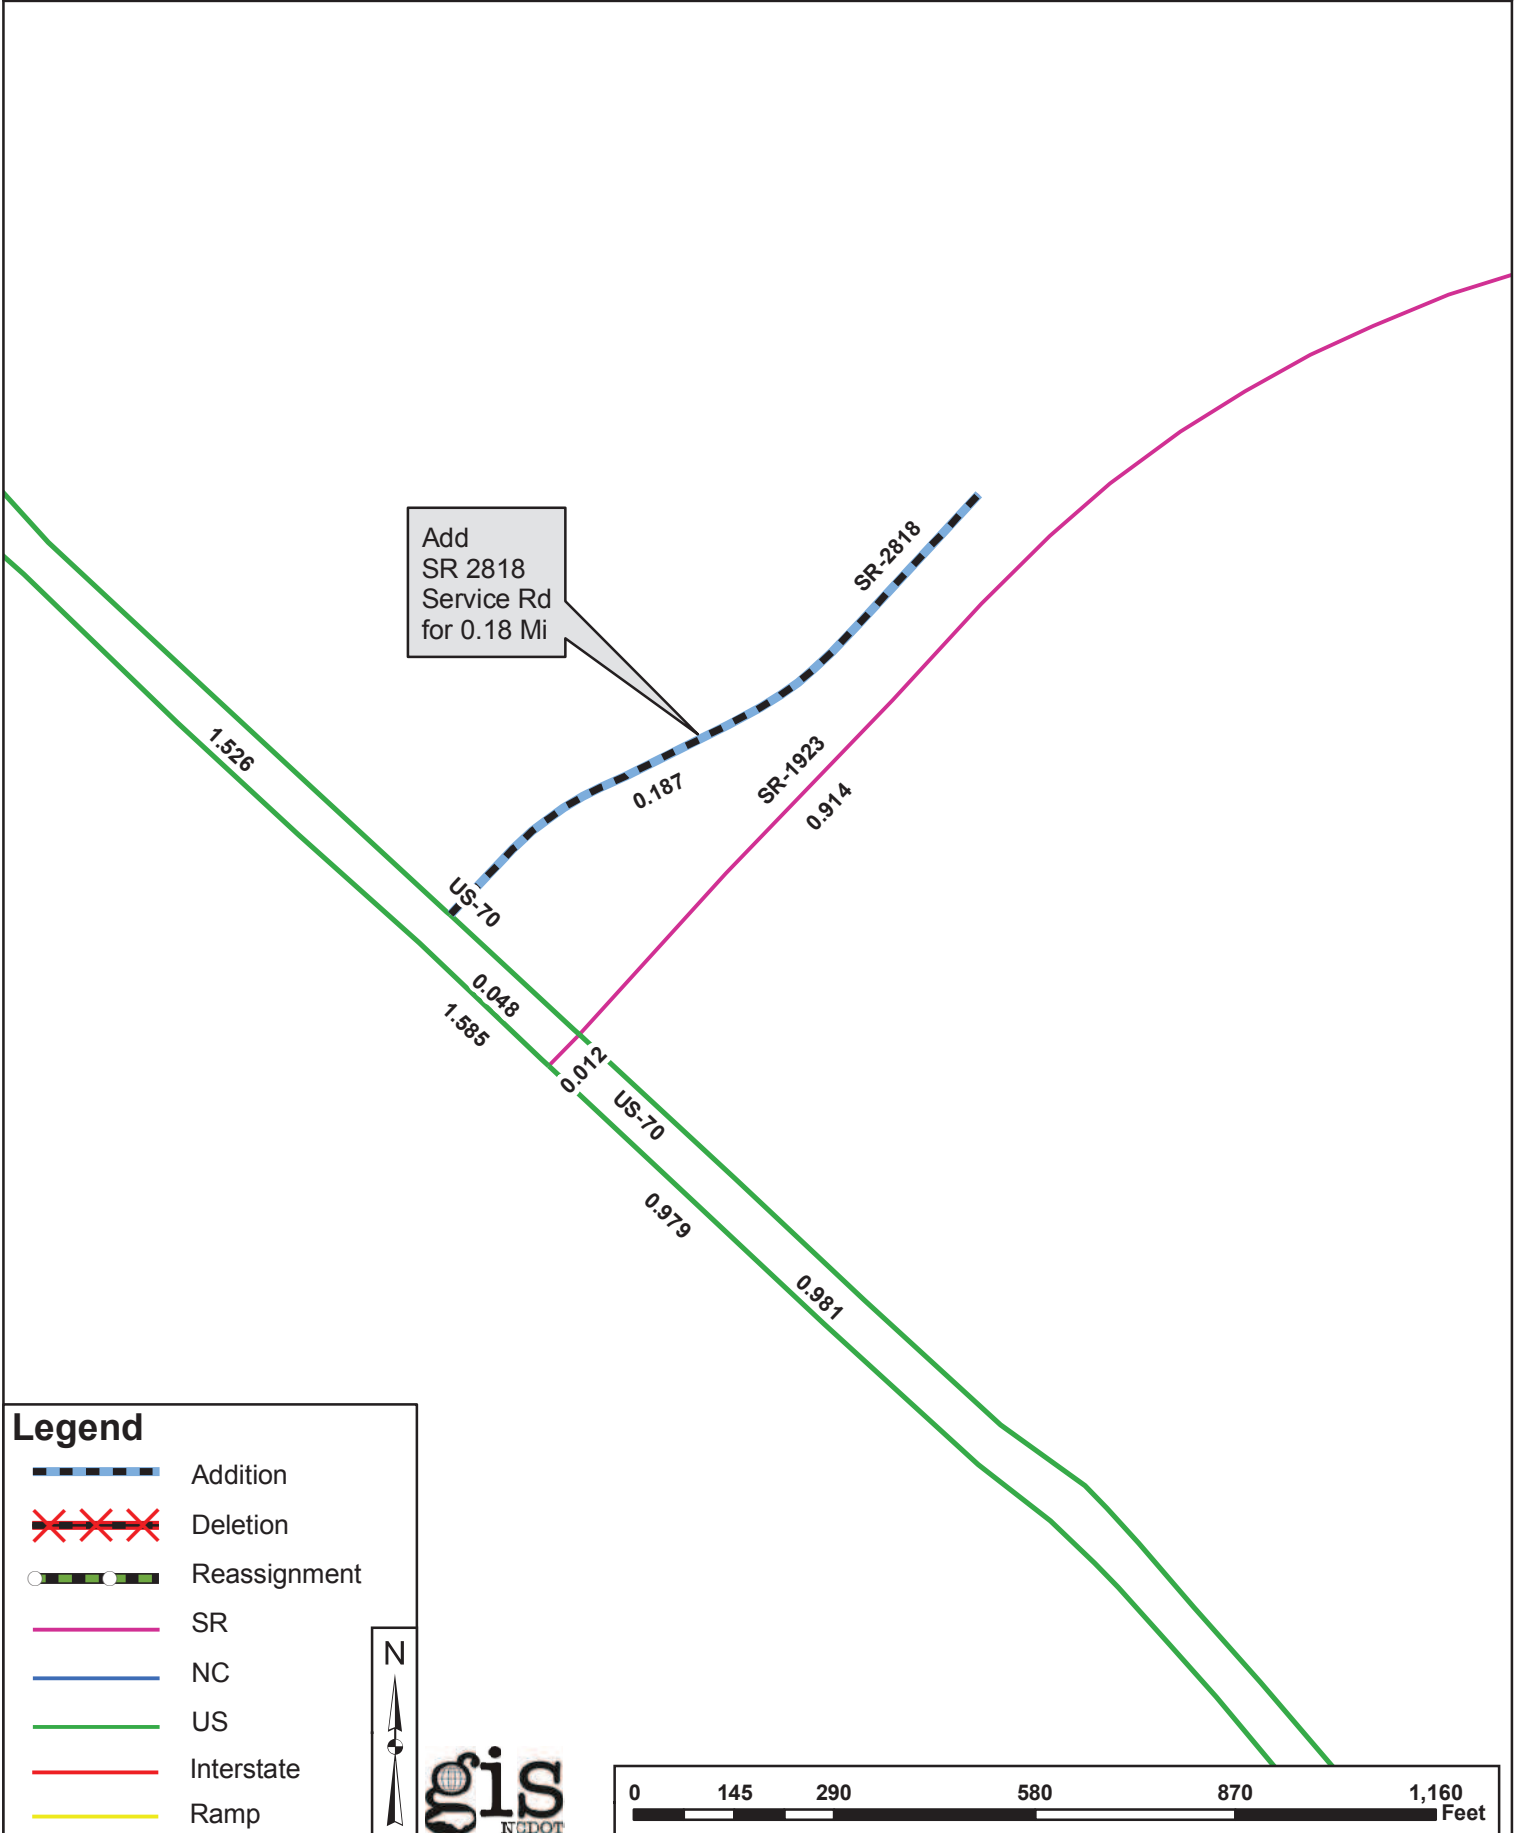 Add
SR 2818
Service Rd
for 0.18 Mi
SR-2818
0.187
SR-1923
0.914
1.526
US-70
0.048
1.585
0.012
US-70
0.979
0.981
Legend
Addition
Deletion
Reassignment
SR
NC
US
Interstate
Ramp
N
gis
NCDOT
0 145 290 580 870 1,160
Feet